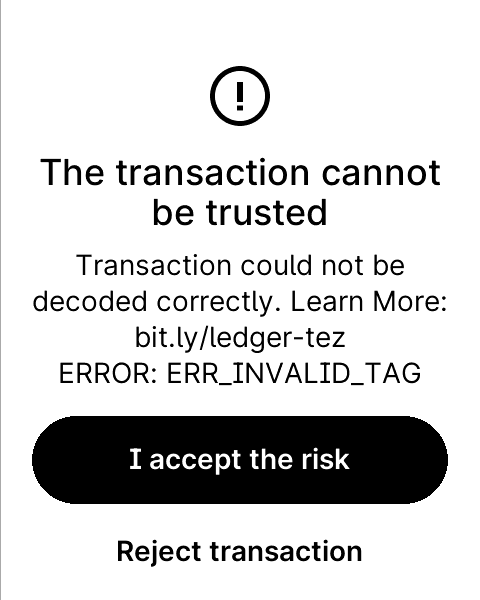 The transaction cannot
be trusted
Transaction could not be
decoded correctly. Learn More:
bit.ly/ledger-tez
ERROR: ERR_INVALID_TAG
I accept the risk
Reject transaction